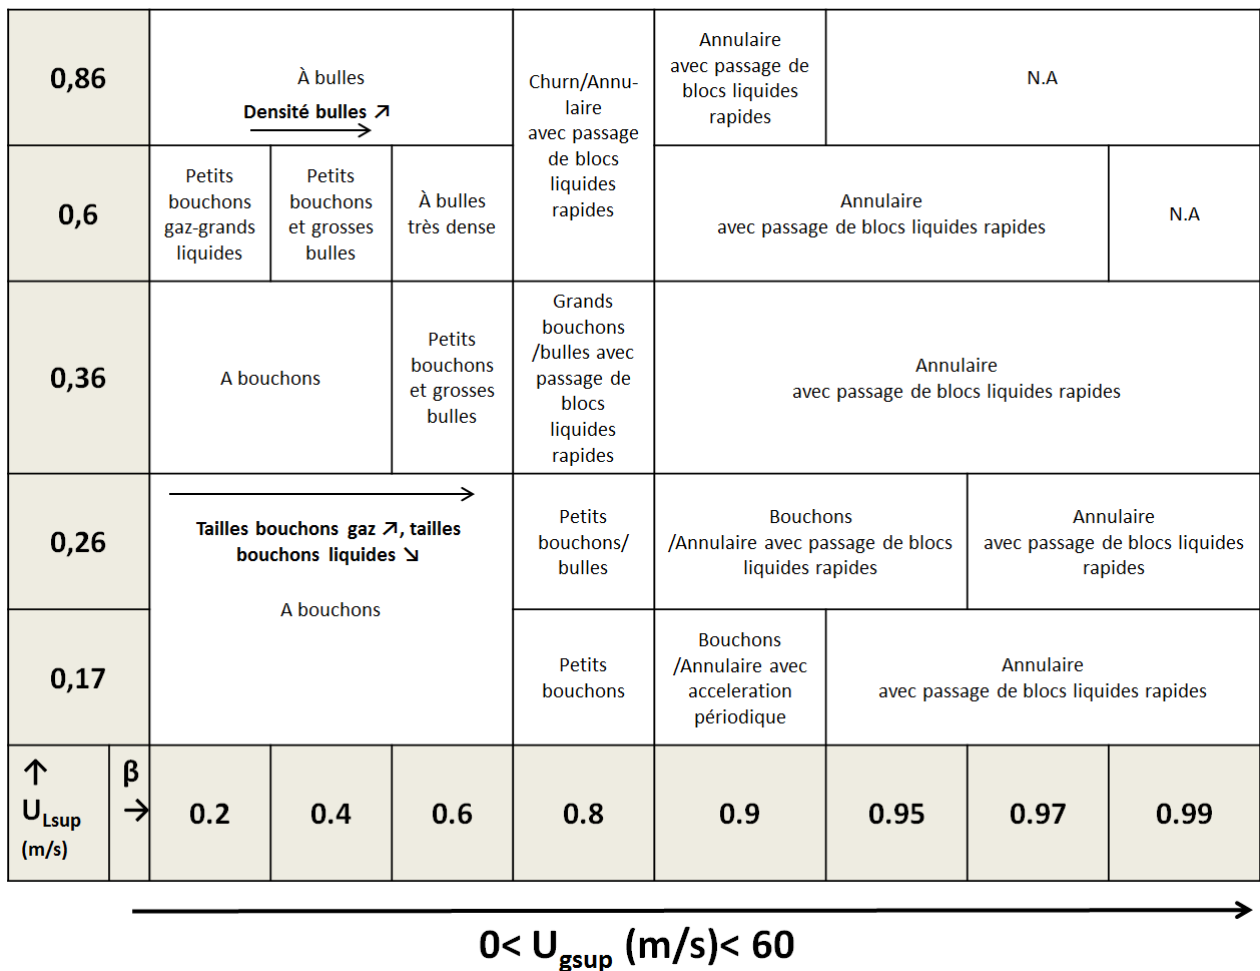 0,86
À bulles
Densité bulles ↗
Churn/Annu-
laire
avec passage
de blocs
liquides
rapides
Annulaire
avec passage de
blocs liquides
rapides
N.A
0,6
Petits
bouchons
gaz-grands
liquides
Petits
bouchons
et grosses
bulles
À bulles
très dense
Annulaire
avec passage de blocs liquides rapides
N.A
0,36
A bouchons
Petits
bouchons
et grosses
bulles
Grands
bouchons
/bulles avec
passage de
blocs
liquides
rapides
Annulaire
avec passage de blocs liquides rapides
0,26
Tailles bouchons gaz ↗, tailles
bouchons liquides ↘
A bouchons
Petits
bouchons/
bulles
Bouchons
/Annulaire avec passage de blocs
liquides rapides
Annulaire
avec passage de blocs liquides
rapides
0,17
Petits
bouchons
Bouchons
/Annulaire avec
acceleration
périodique
Annulaire
avec passage de blocs liquides rapides
↑
U_Lsup
(m/s)
β
→
0.2
0.4
0.6
0.8
0.9
0.95
0.97
0.99
0< U_gsup (m/s)< 60